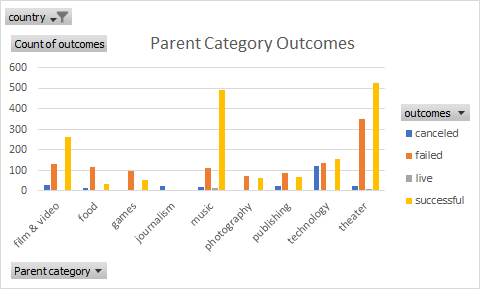 country
Count of outcomes
Parent Category Outcomes
600
500
400
300
200
100
0
film & video
food
games
journalism
music
photography
publishing
technology
theater
outcomes
canceled
failed
live
successful
Parent category